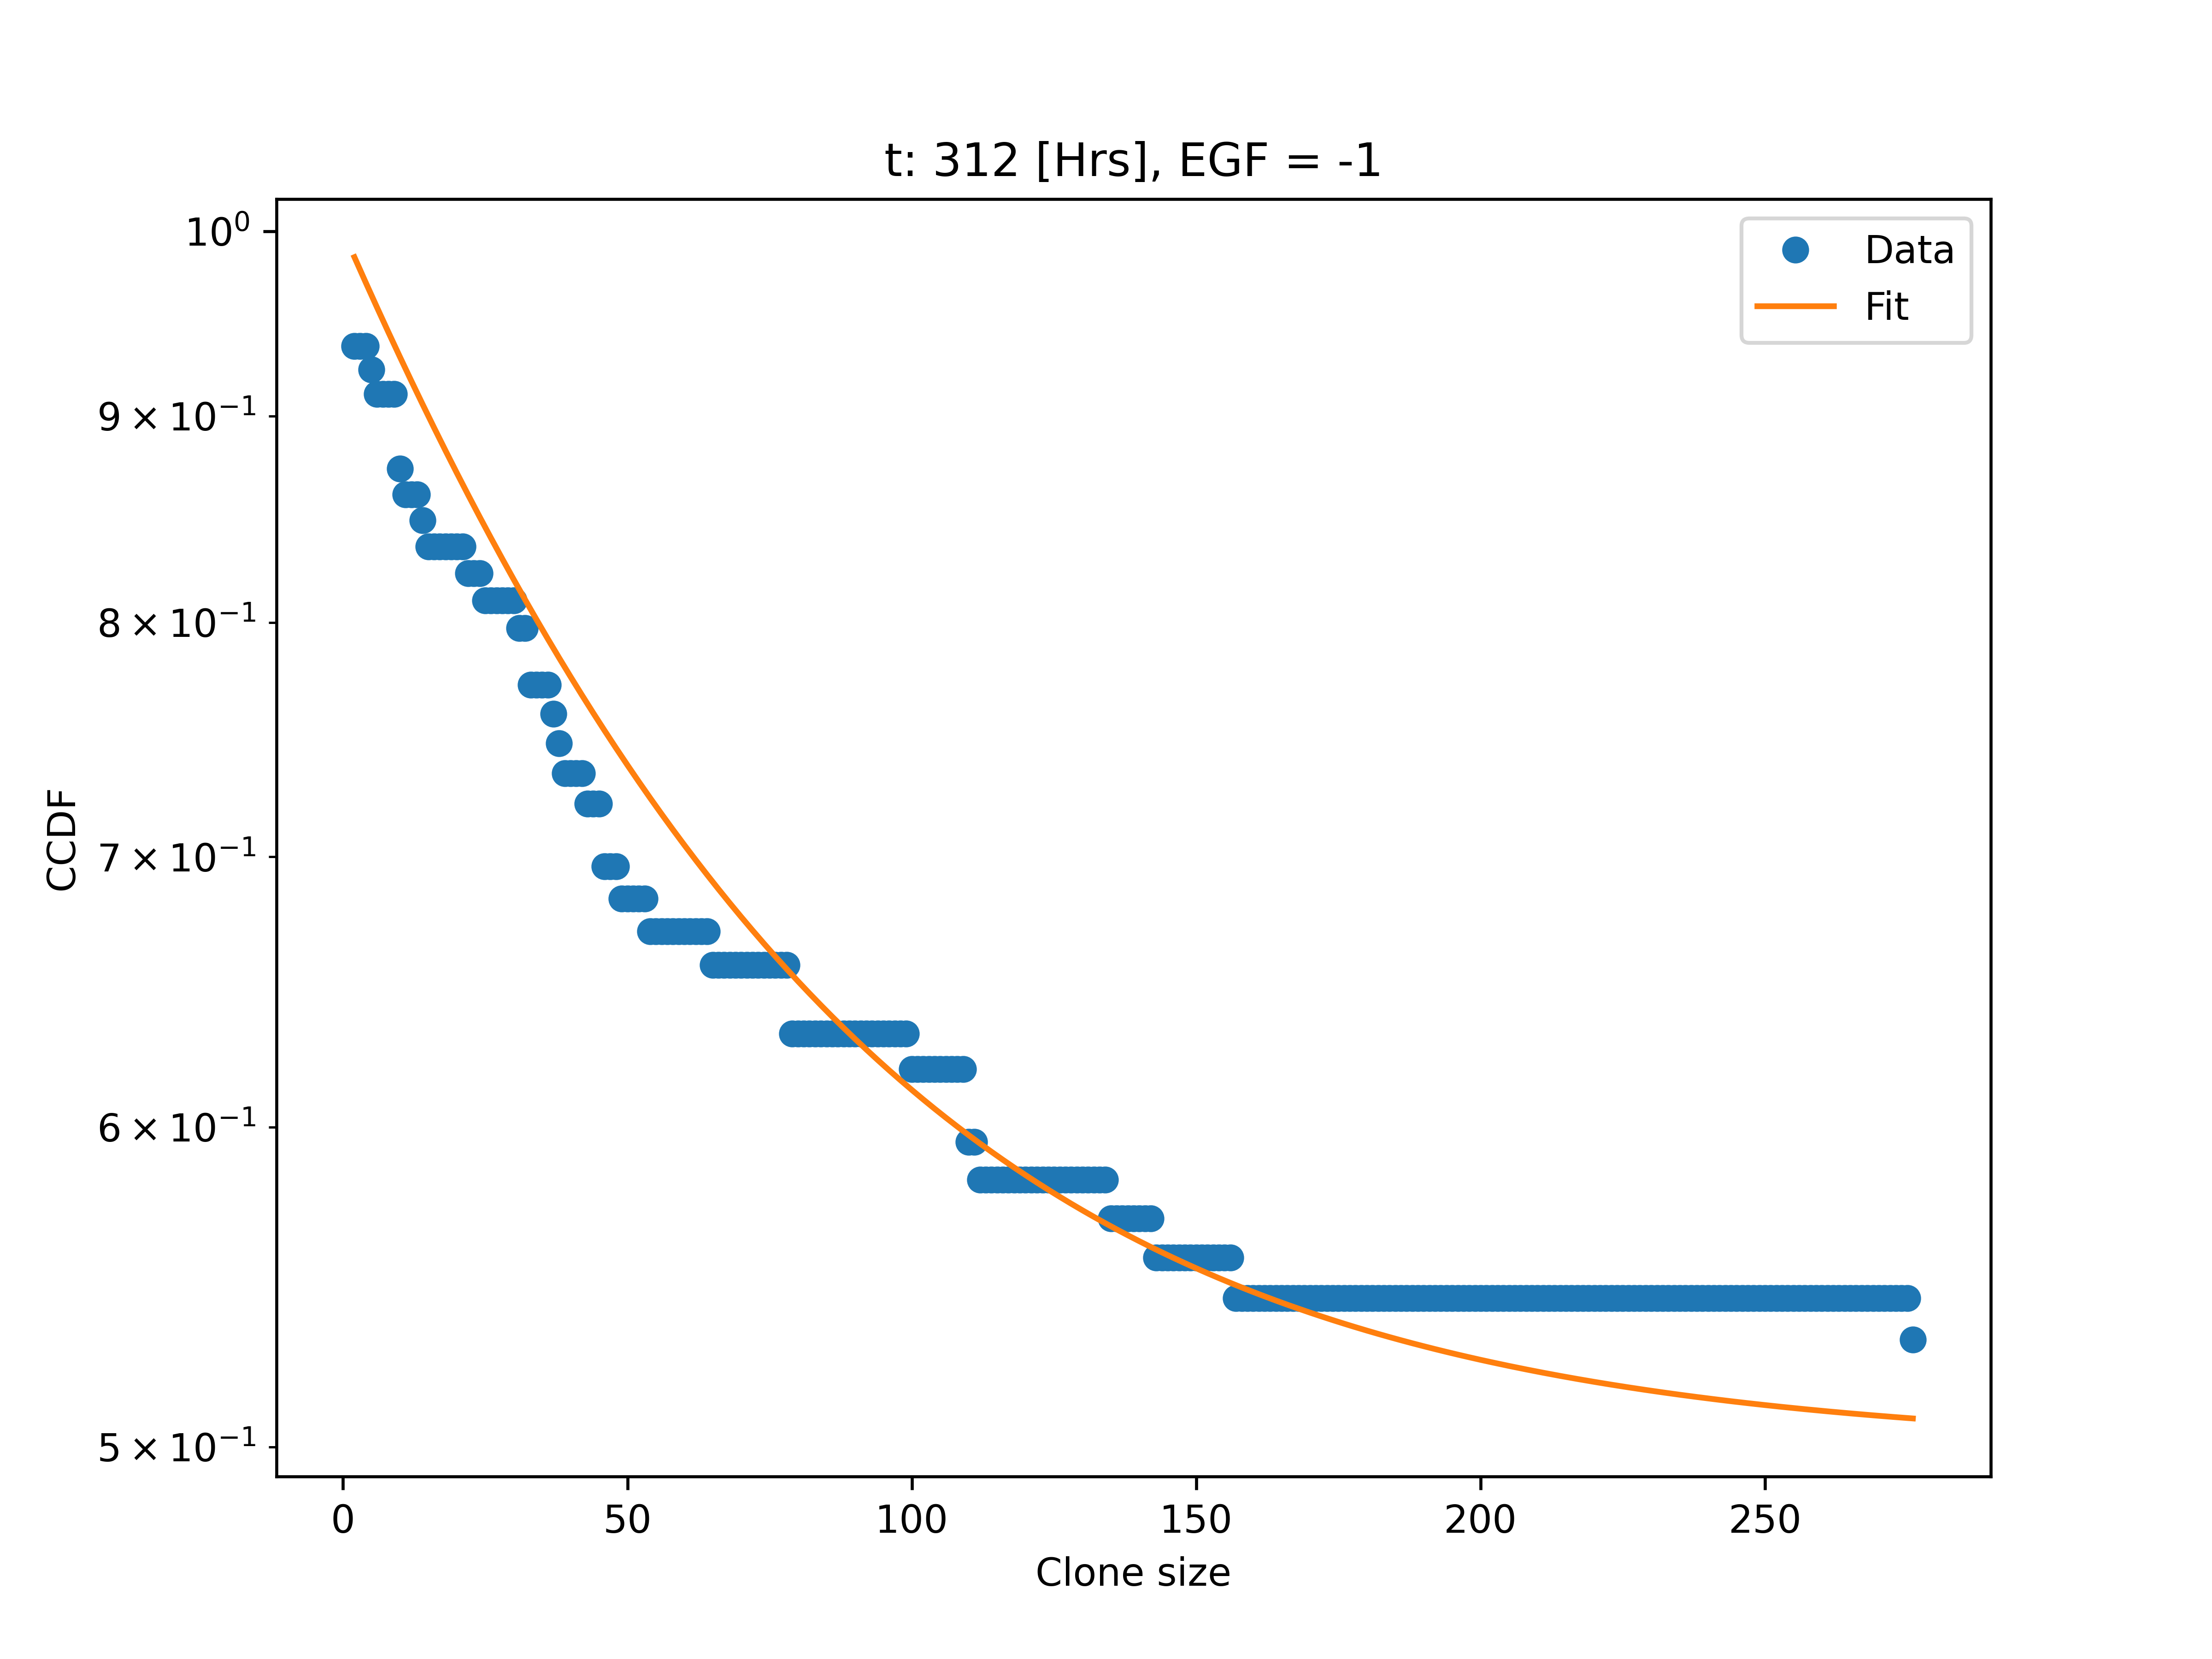 t: 312 [Hrs], EGF = -1
10⁰
9 × 10⁻¹
8 × 10⁻¹
7 × 10⁻¹
6 × 10⁻¹
5 × 10⁻¹
CCDF
Data
Fit
0 50 100 150 200 250
Clone size